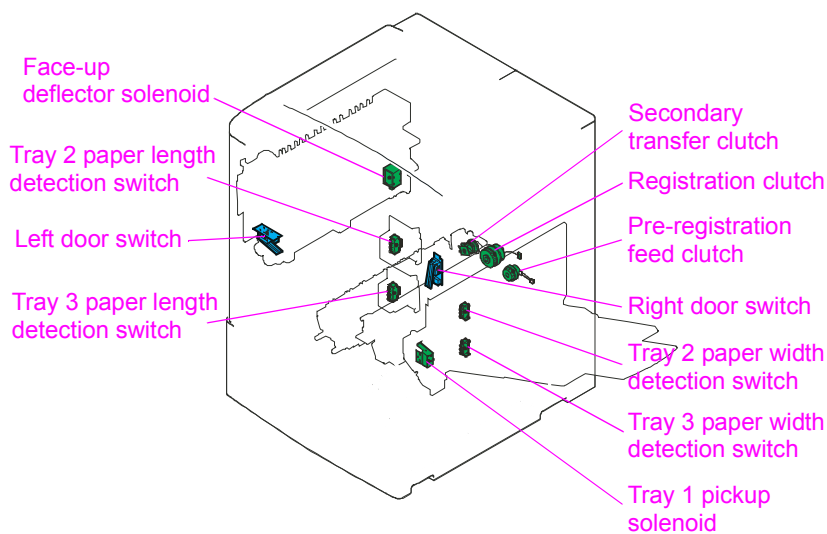 Face-up
deflector solenoid
Tray 2 paper length
detection switch
Left door switch
Tray 3 paper length
detection switch
Secondary
transfer clutch
Registration clutch
Pre-registration
feed clutch
Right door switch
Tray 2 paper width
detection switch
Tray 3 paper width
detection switch
Tray 1 pickup
solenoid